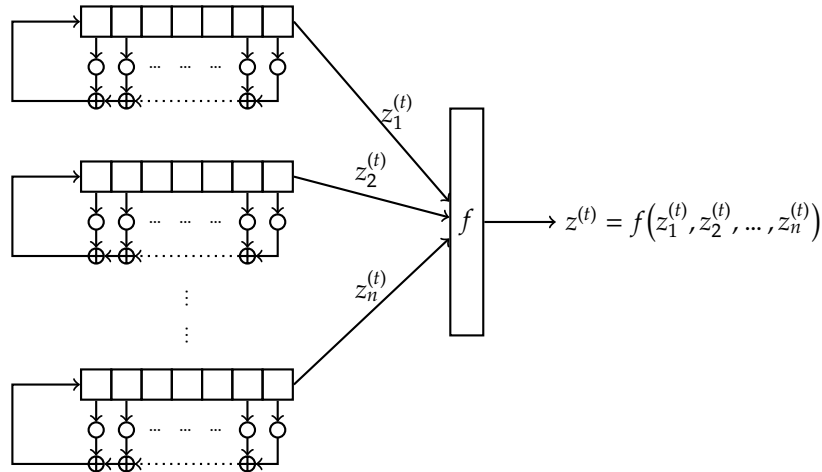 ... ... ...
z_1^{(t)}
z_2^{(t)}
... ... ...
f
z^{(t)} = f(z_1^{(t)}, z_2^{(t)}, ... , z_n^{(t)})
z_n^{(t)}
... ... ...